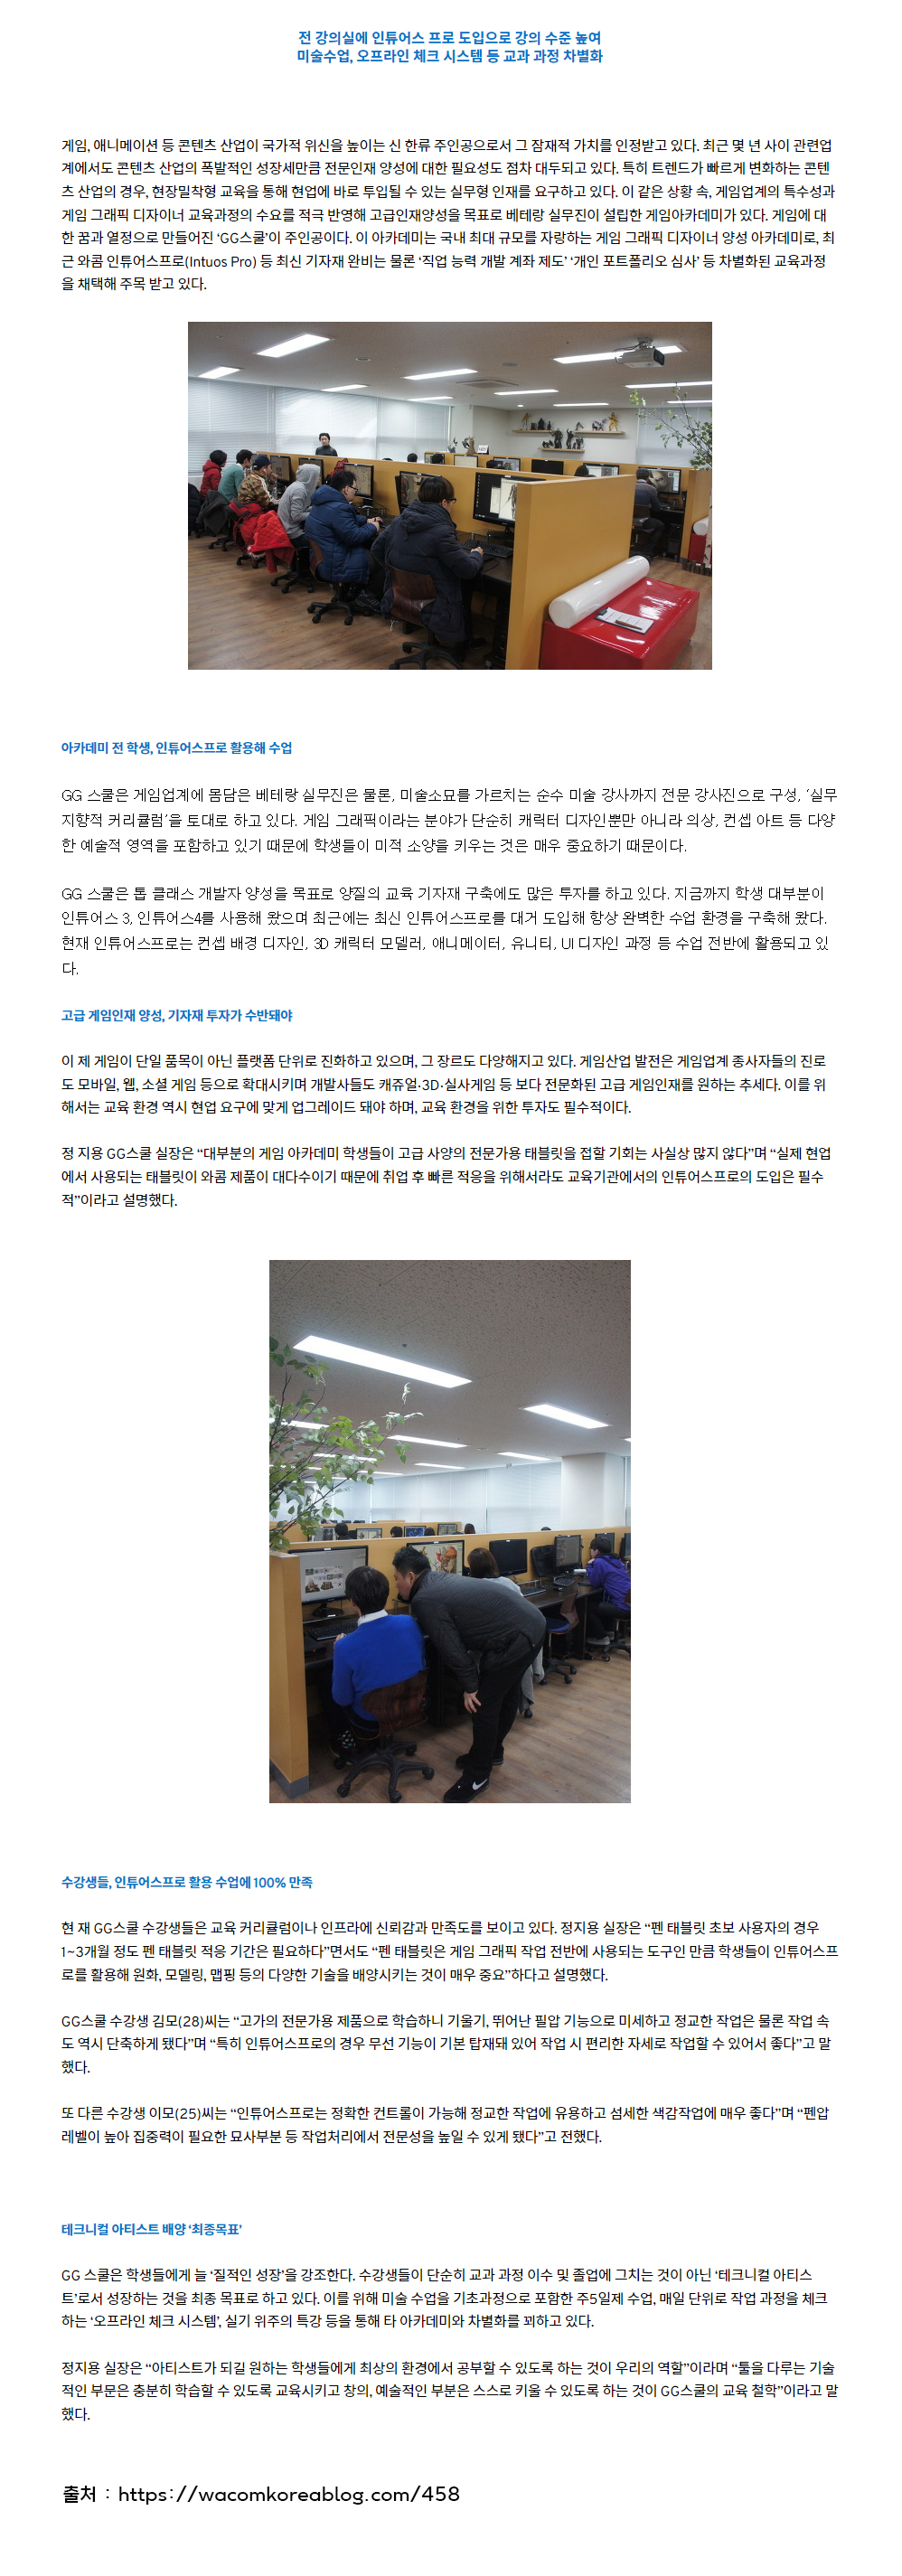 전 강의실에 인튜어스 프로 도입으로 강의 수준 높여
미술수업, 오프라인 체크 시스템 등 교과 과정 차별화
게임, 애니메이션 등 콘텐츠 산업이 국가적 위신을 높이는 신 한류 주인공으로서 그 잠재적 가치를 인정받고 있다. 최근 몇 년 사이 관련업
계에서도 콘텐츠 산업의 폭발적인 성장세만큼 전문인재 양성에 대한 필요성도 점차 대두되고 있다. 특히 트렌드가 빠르게 변화하는 콘텐
츠 산업의 경우, 현장밀착형 교육을 통해 현업에 바로 투입될 수 있는 실무형 인재를 요구하고 있다. 이 같은 상황 속, 게임업계의 특수성과
게임 그래픽 디자이너 교육과정의 수요를 적극 반영해 고급인재양성을 목표로 베테랑 실무진이 설립한 게임아카데미가 있다. 게임에 대
한 꿈과 열정으로 만들어진 ‘GG스쿨’이 주인공이다. 이 아카데미는 국내 최대 규모를 자랑하는 게임 그래픽 디자이너 양성 아카데미로, 최
근 와콤 인튜어스프로(Intuos Pro) 등 최신 기자재 완비는 물론 ‘직업 능력 개발 계좌 제도’ ‘개인 포트폴리오 심사’ 등 차별화된 교육과정
을 채택해 주목 받고 있다.
아카데미 전 학생, 인튜어스프로 활용해 수업
GG 스쿨은 게임업계에 몸담은 베테랑 실무진은 물론, 미술소묘를 가르치는 순수 미술 강사까지 전문 강사진으로 구성, ‘실무
지향적 커리큘럼’을 토대로 하고 있다. 게임 그래픽이라는 분야가 단순히 캐릭터 디자인뿐만 아니라 의상, 컨셉 아트 등 다양
한 예술적 영역을 포함하고 있기 때문에 학생들이 미적 소양을 키우는 것은 매우 중요하기 때문이다.
GG 스쿨은 톱 클래스 개발자 양성을 목표로 양질의 교육 기자재 구축에도 많은 투자를 하고 있다. 지금까지 학생 대부분이
인튜어스 3, 인튜어스4를 사용해 왔으며 최근에는 최신 인튜어스프로를 대거 도입해 항상 완벽한 수업 환경을 구축해 왔다.
현재 인튜어스프로는 컨셉 배경 디자인, 3D 캐릭터 모델러, 애니메이터, 유니티, UI 디자인 과정 등 수업 전반에 활용되고 있
다.
고급 게임인재 양성, 기자재 투자가 수반돼야
이 제 게임이 단일 품목이 아닌 플랫폼 단위로 진화하고 있으며, 그 장르도 다양해지고 있다. 게임산업 발전은 게임업계 종사자들의 진로
도 모바일, 웹, 소셜 게임 등으로 확대시키며 개발사들도 캐쥬얼·3D·실사게임 등 보다 전문화된 고급 게임인재를 원하는 추세다. 이를 위
해서는 교육 환경 역시 현업 요구에 맞게 업그레이드 돼야 하며, 교육 환경을 위한 투자도 필수적이다.
정 지용 GG스쿨 실장은 “대부분의 게임 아카데미 학생들이 고급 사양의 전문가용 태블릿을 접할 기회는 사실상 많지 않다”며 “실제 현업
에서 사용되는 태블릿이 와콤 제품이 대다수이기 때문에 취업 후 빠른 적응을 위해서라도 교육기관에서의 인튜어스프로의 도입은 필수
적”이라고 설명했다.
수강생들, 인튜어스프로 활용 수업에 100% 만족
현 재 GG스쿨 수강생들은 교육 커리큘럼이나 인프라에 신뢰감과 만족도를 보이고 있다. 정지용 실장은 “펜 태블릿 초보 사용자의 경우
1~3개월 정도 펜 태블릿 적응 기간은 필요하다””면서도 “펜 태블릿은 게임 그래픽 작업 전반에 사용되는 도구인 만큼 학생들이 인튜어스프
로를 활용해 원화, 모델링, 맵핑 등의 다양한 기술을 배양시키는 것이 매우 중요”하다고 설명했다.
GG스쿨 수강생 김모(28)씨는 “고가의 전문가용 제품으로 학습하니 기울기, 뛰어난 필압 기능으로 미세하고 정교한 작업은 물론 작업 속
도 역시 단축하게 됐다”며 “특히 인튜어스프로의 경우 무선 기능이 기본 탑재돼 있어 작업 시 편리한 자세로 작업할 수 있어서 좋다”고 말
했다.
또 다른 수강생 이모(25)씨는 “인튜어스프로는 정확한 컨트롤이 가능해 정교한 작업에 유용하고 섬세한 색감작업에 매우 좋다”며 “펜압
레벨이 높아 집중력이 필요한 묘사부분 등 작업처리에서 전문성을 높일 수 있게 됐다”고 전했다.
테크니컬 아티스트 배양 ‘최종목표’
GG 스쿨은 학생들에게 늘 ‘질적인 성장’을 강조한다. 수강생들이 단순히 교과 과정 이수 및 졸업에 그치는 것이 아닌 ‘테크니컬 아티스
트’로서 성장하는 것을 최종 목표로 하고 있다. 이를 위해 미술 수업을 기초과정으로 포함한 주5일제 수업, 매일 단위로 작업 과정을 체크
하는 ‘오프라인 체크 시스템’, 실기 위주의 특강 등을 통해 타 아카데미와 차별화를 꾀하고 있다.
정지용 실장은 “아티스트가 되길 원하는 학생들에게 최상의 환경에서 공부할 수 있도록 하는 것이 우리의 역할”이라며 “툴을 다루는 기술
적인 부문은 충분히 학습할 수 있도록 교육시키고 창의, 예술적인 부분은 스스로 키울 수 있도록 하는 것이 GG스쿨의 교육 철학”이라고 말
했다.
출처 : https://wacomkoreablog.com/458